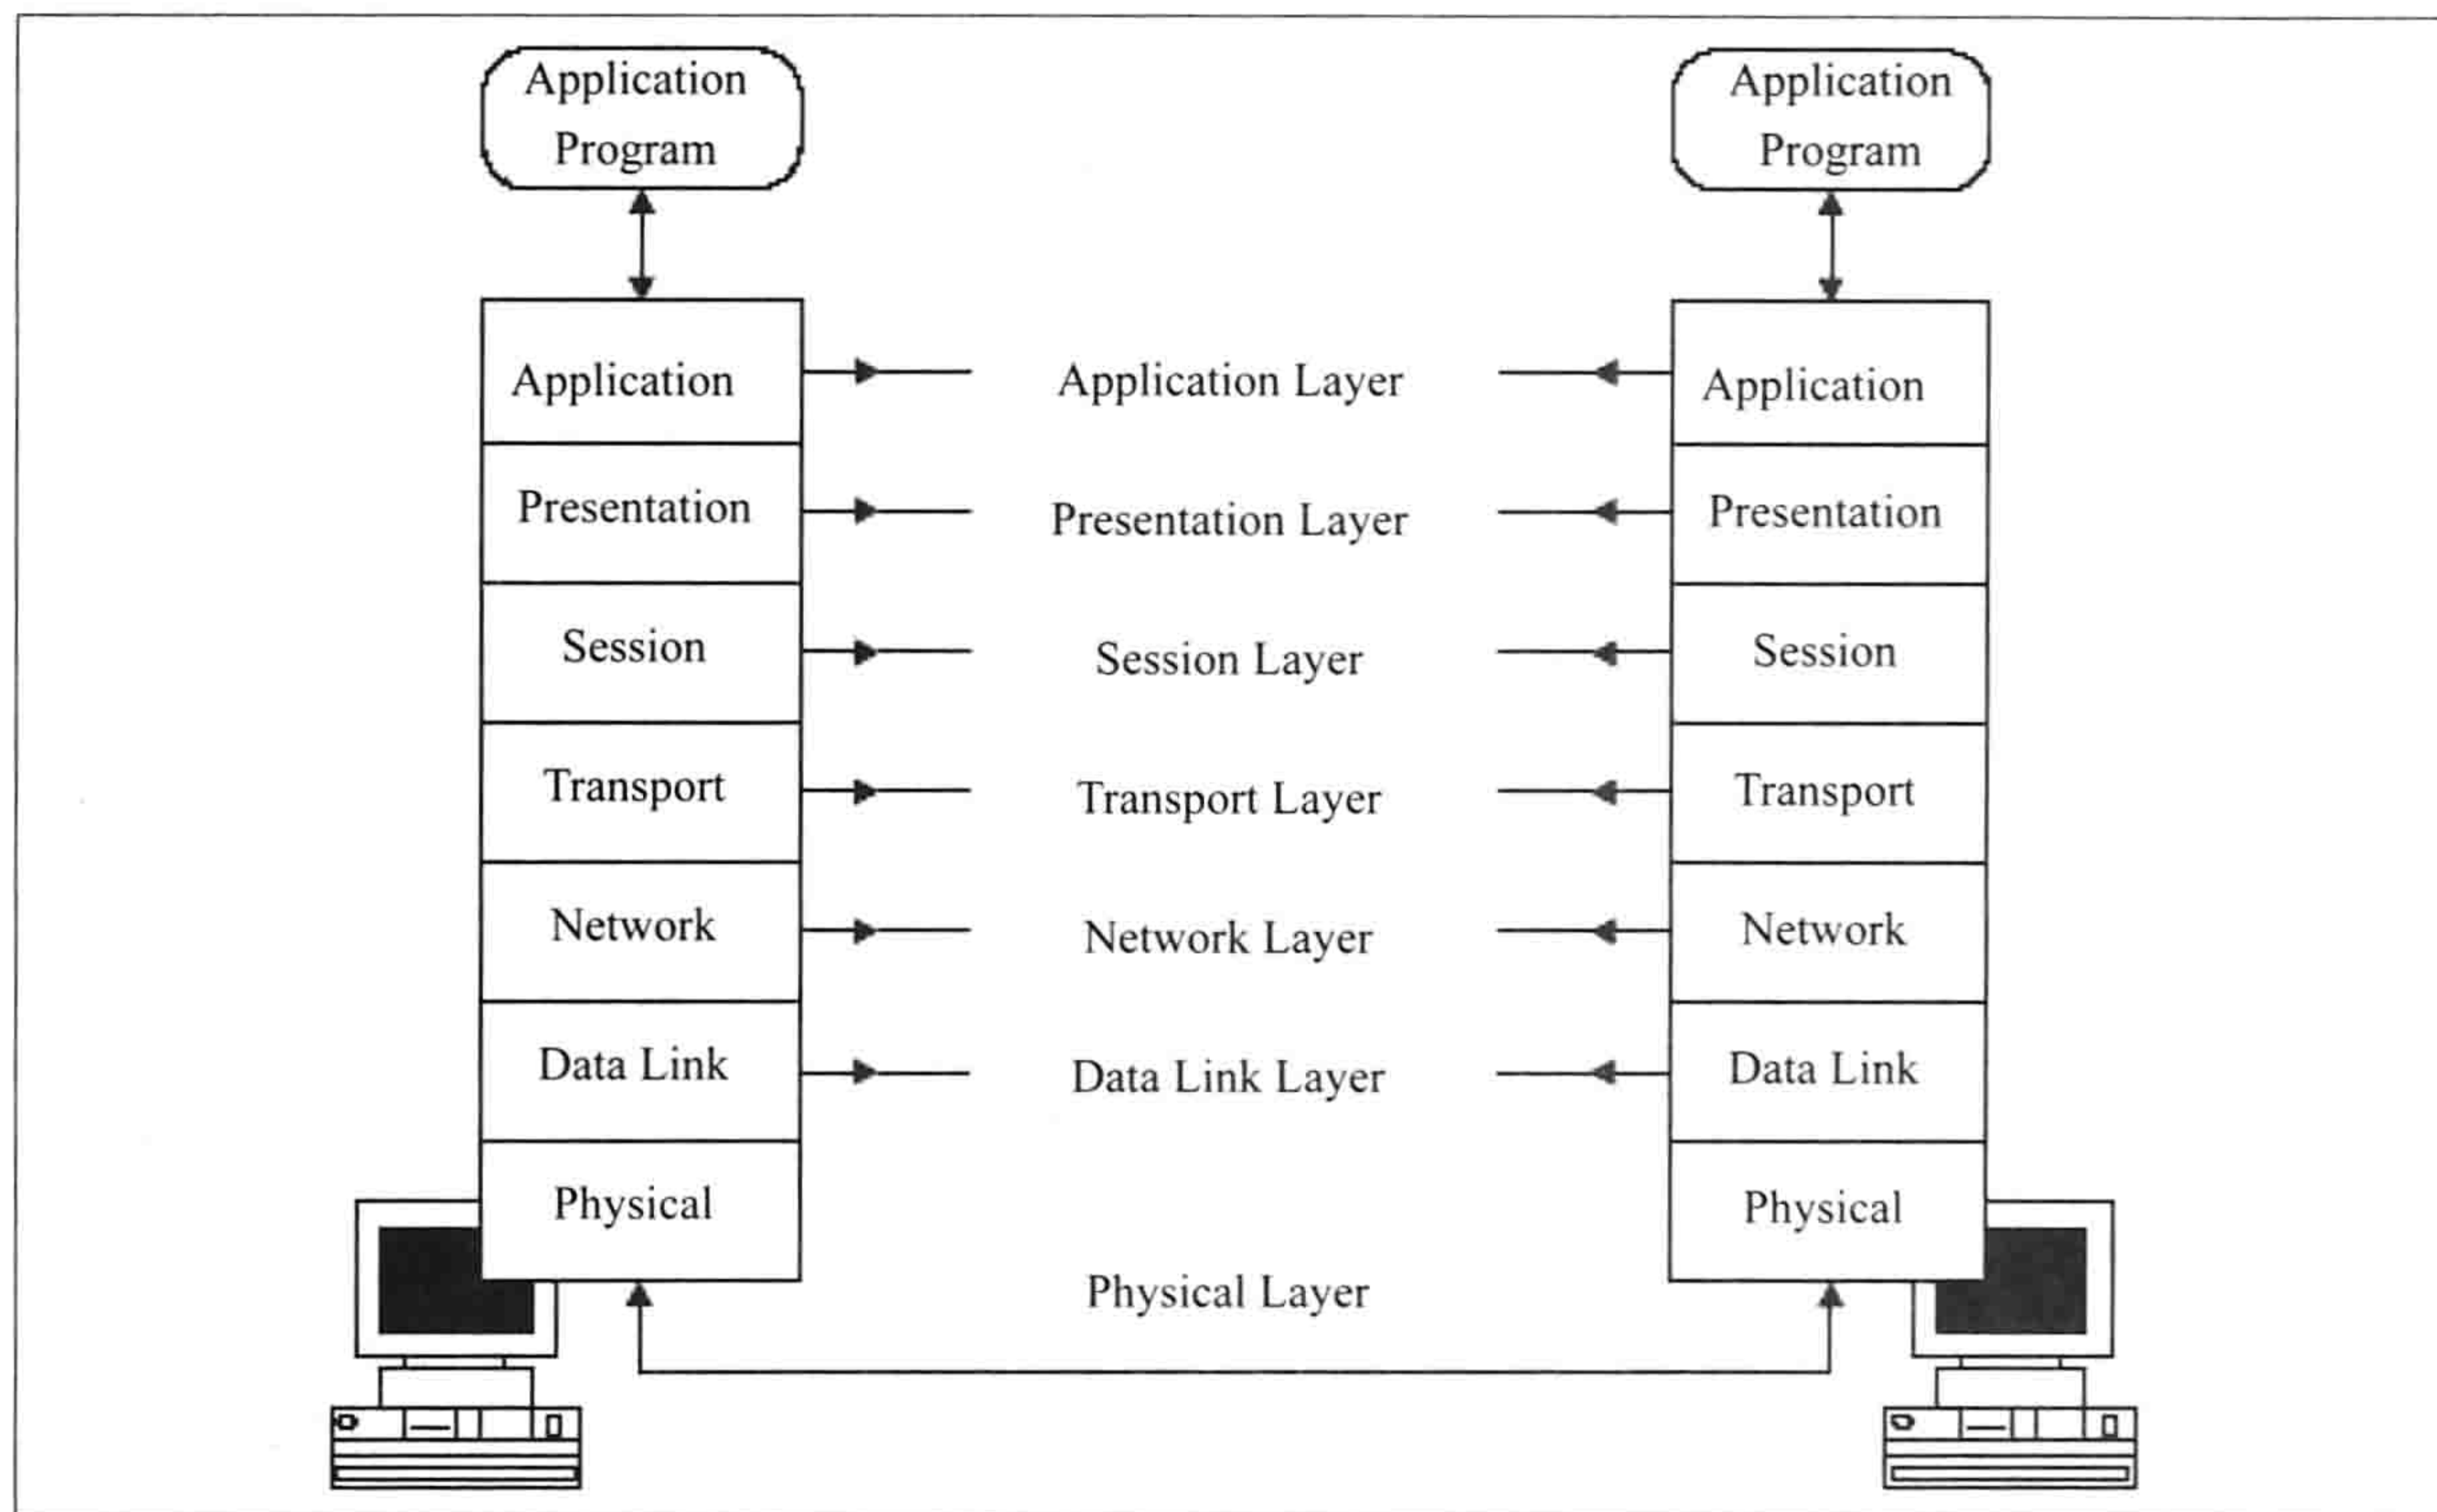 Application
Program
Application
Program
Application
Application Layer
Application
Presentation
Presentation Layer
Presentation
Session
Session Layer
Session
Transport
Transport Layer
Transport
Network
Network Layer
Network
Data Link
Data Link Layer
Data Link
Physical
Physical
Physical Layer